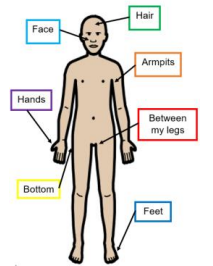 Hair
Face
Armpits
Hands
Between
my legs
Bottom
Feet